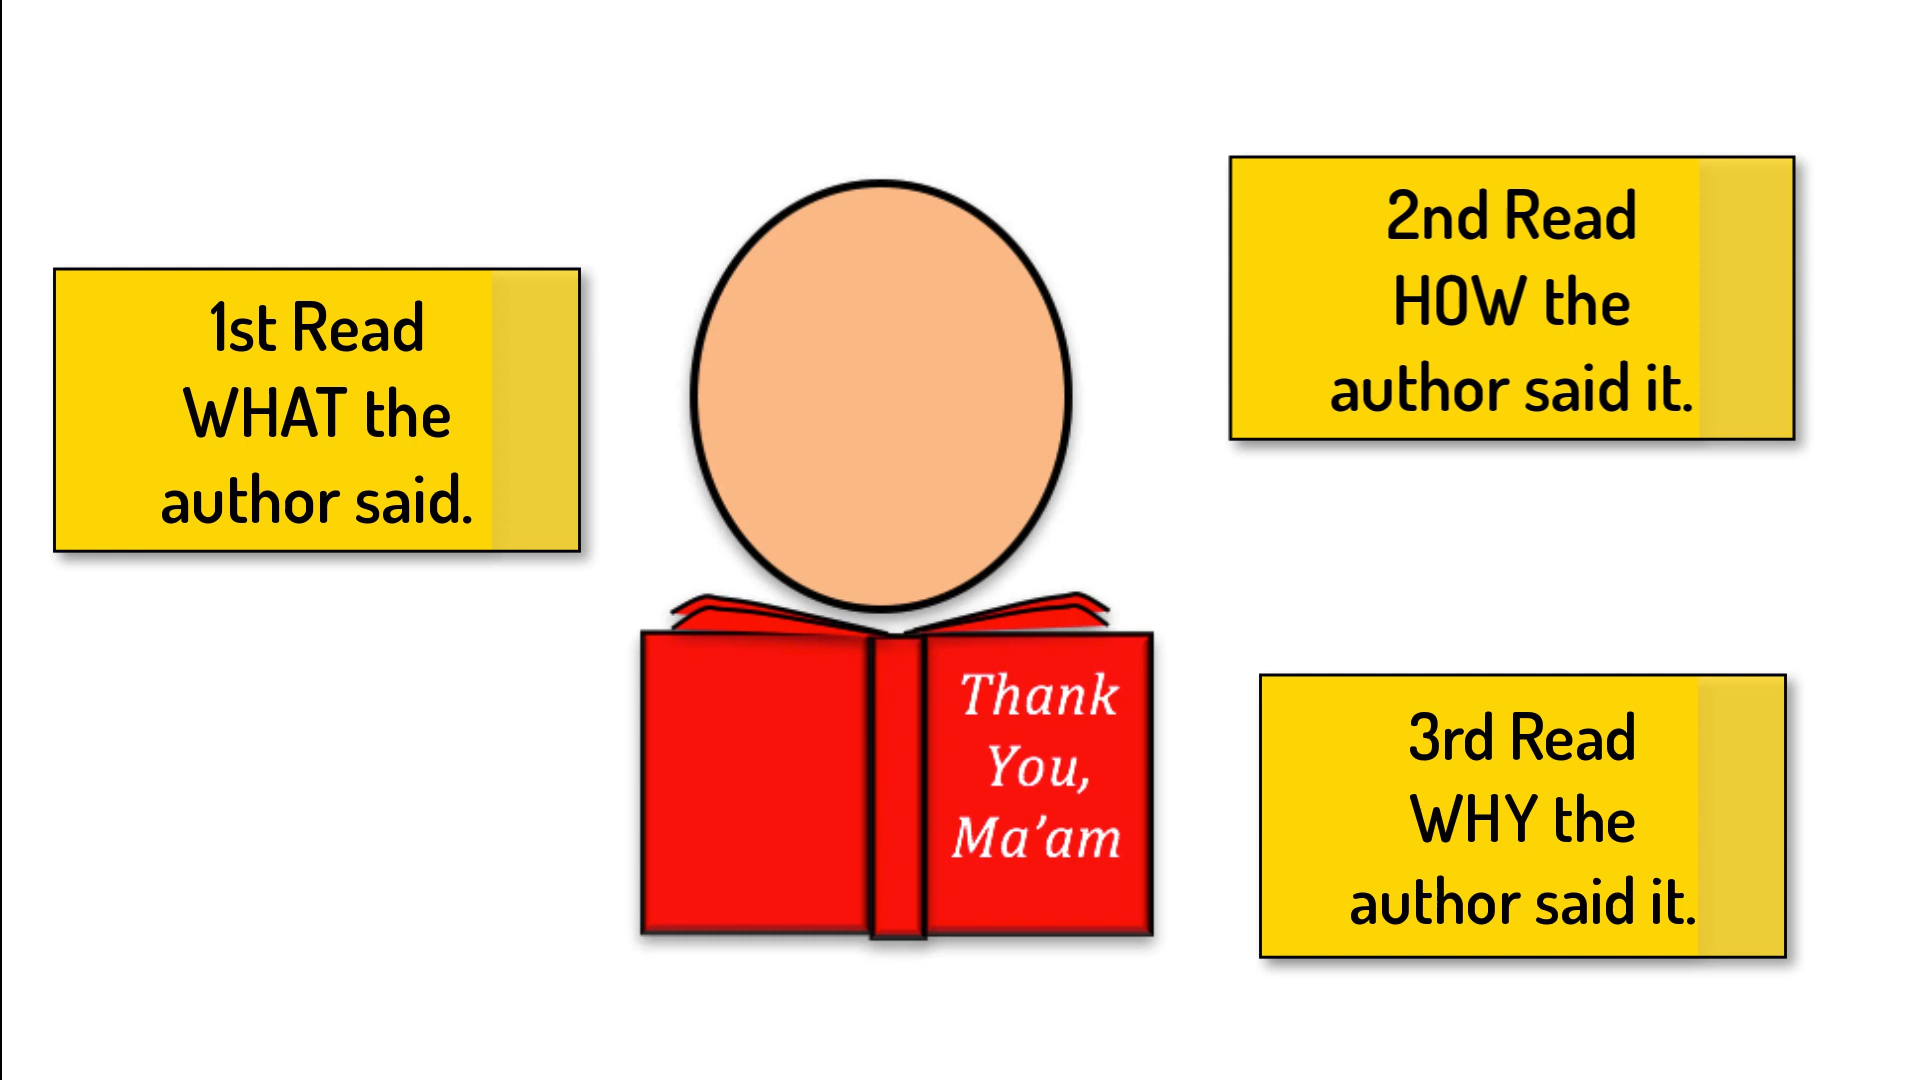 1st Read
WHAT the
author said.
2nd Read
HOW the
author said it.
Thank
You,
Ma’am
3rd Read
WHY the
author said it.